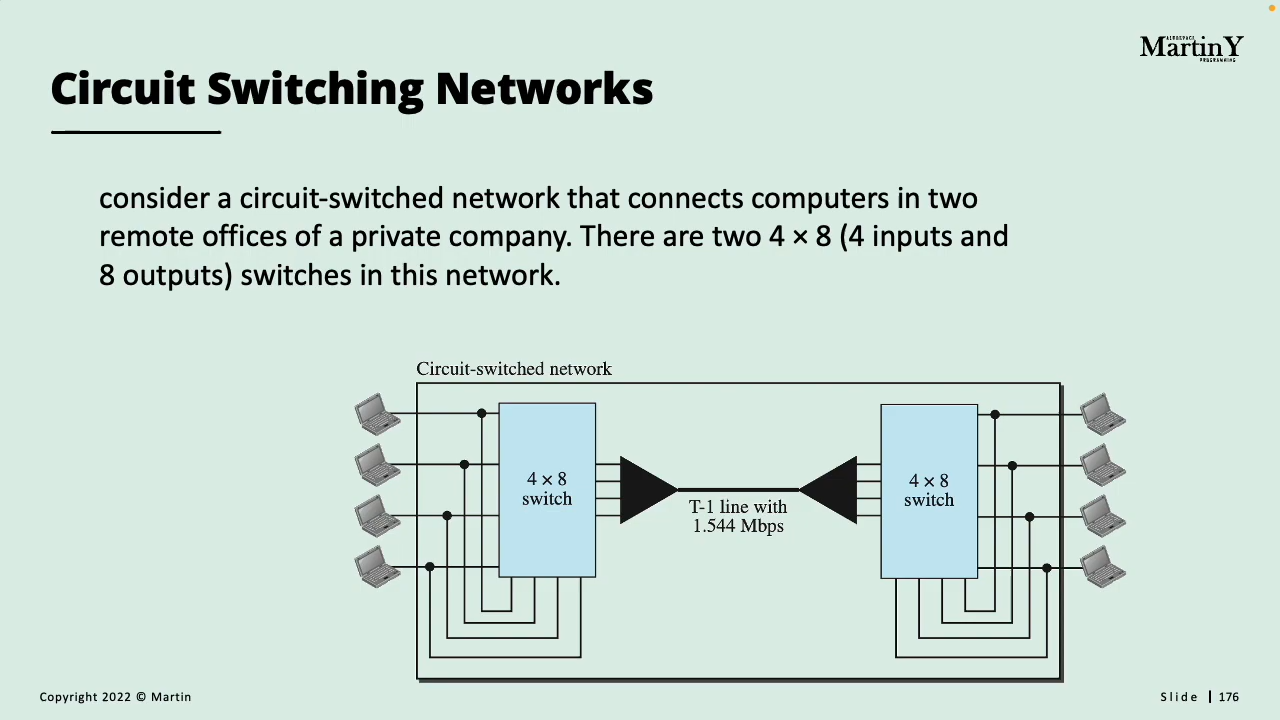 AEROSPACE
MartinY
PROGRAMMING
Circuit Switching Networks
consider a circuit-switched network that connects computers in two
remote offices of a private company. There are two 4 × 8 (4 inputs and
8 outputs) switches in this network.
Circuit-switched network
4 × 8
switch
T-1 line with
1.544 Mbps
4 × 8
switch
Copyright 2022 © Martin
Slide | 176